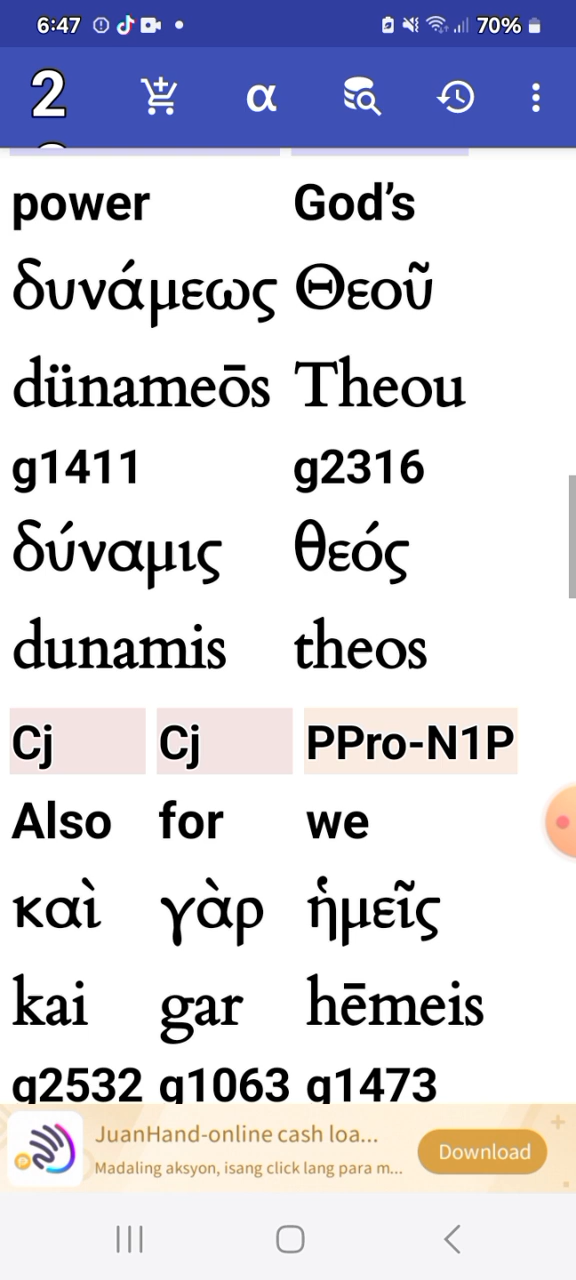 6:47 70%
2
α
power God’s
δυνάμεως Θεοῦ
dünameōs Theou
g1411 g2316
δύναμις θεός
dunamis theos
Cj Cj PPro-N1P
Also for we
καὶ γὰρ ἡμεῖς
kai gar hēmeis
g2532 g1063 g1473
JuanHand-online cash loa...
Madaling aksyon, isang click lang para m...
Download